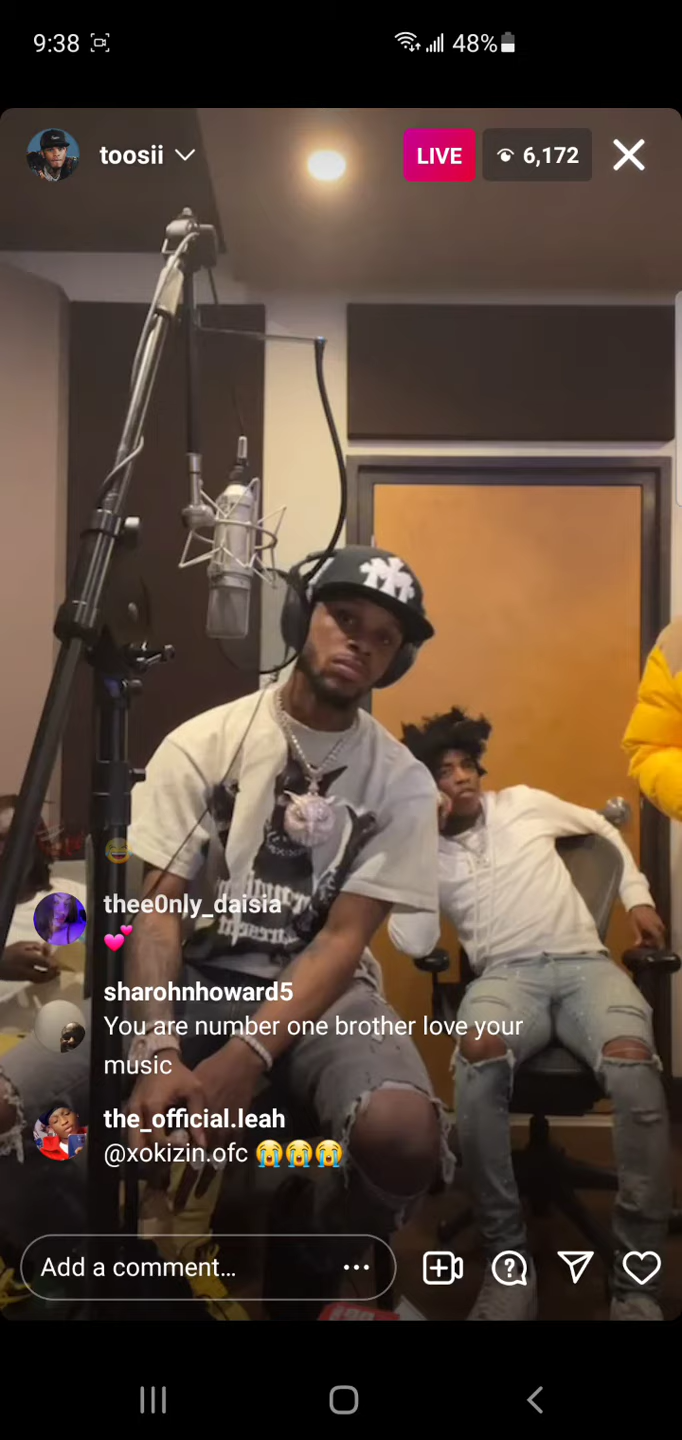 9:38
48%
toosii
LIVE
6,172
thee0nly_daisia
💕
sharohnhoward5
You are number one brother love your
music
the_official.leah
@xokizin.ofc 😭😭😭
Add a comment...